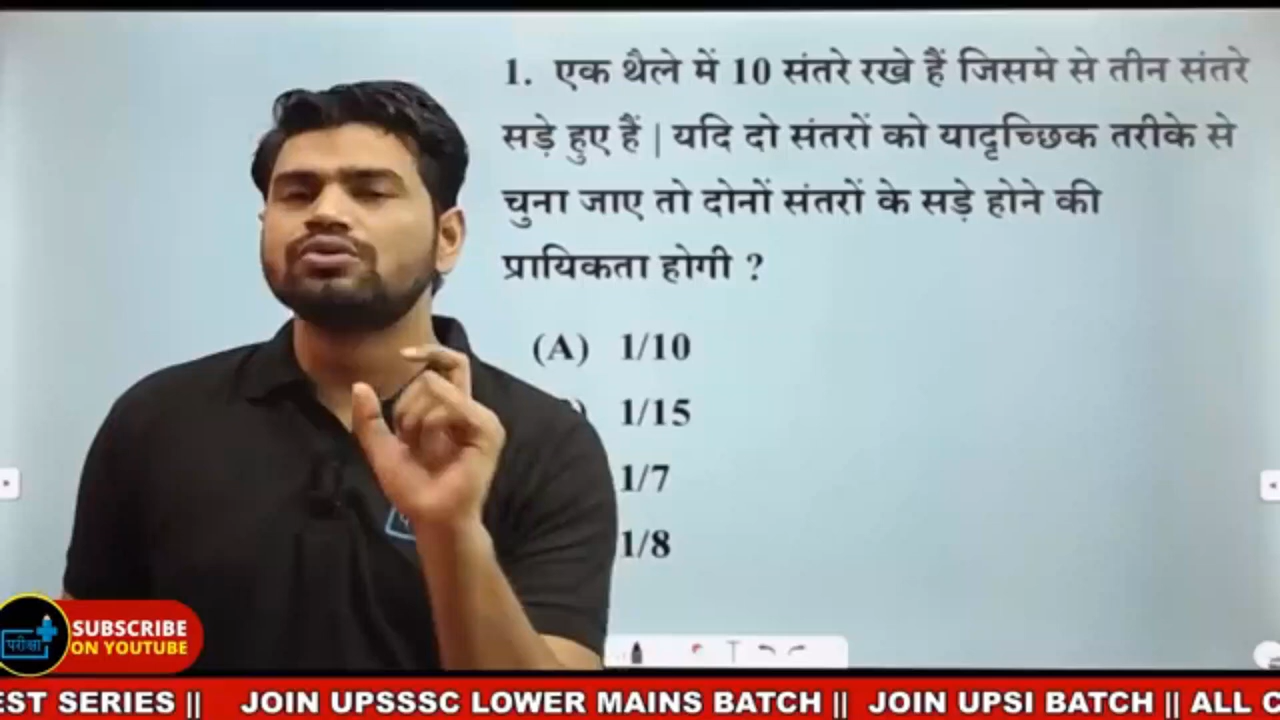 1. एक थैले में 10 संतरे रखे हैं जिसमे से तीन संतरे
सड़े हुए हैं | यदि दो संतरों को यादृच्छिक तरीके से
चुना जाए तो दोनों संतरों के सड़े होने की
प्रायिकता होगी ?
(A) 1/10
) 1/15
1/7
1/8
परीक्षा
SUBSCRIBE
ON YOUTUBE
EST SERIES || JOIN UPSSSC LOWER MAINS BATCH || JOIN UPSI BATCH || ALL C